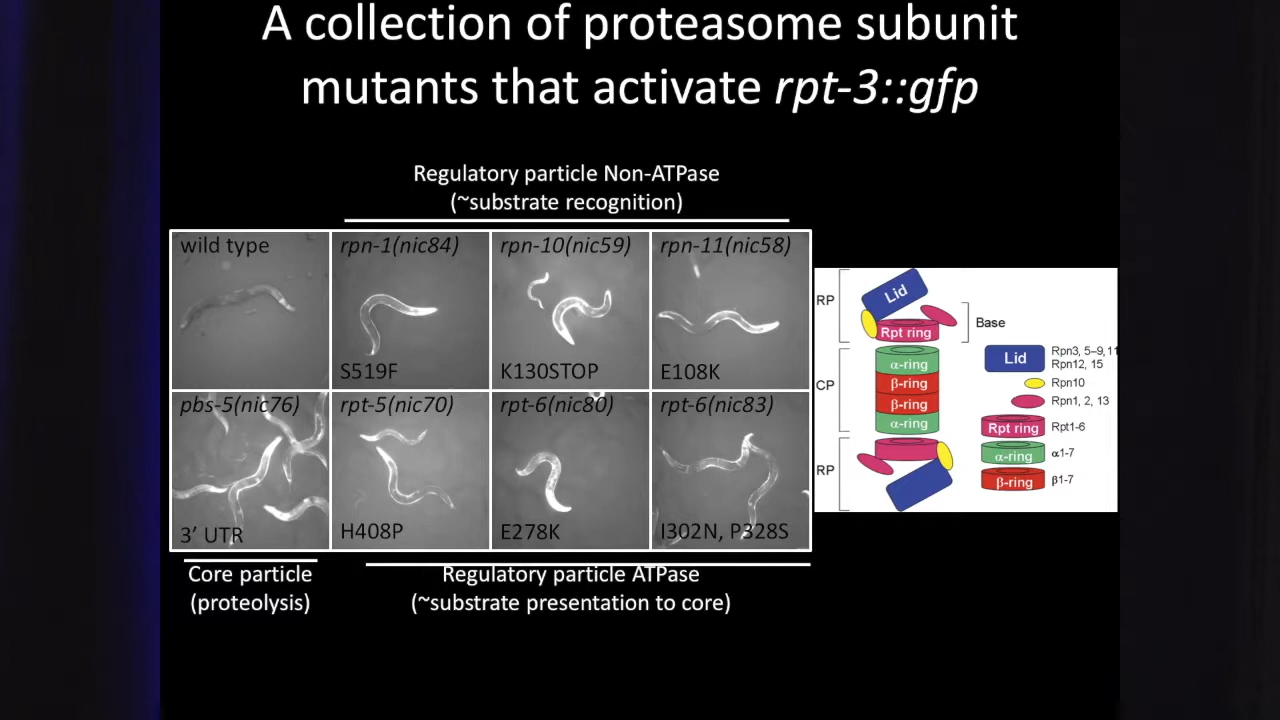 A collection of proteasome subunit
mutants that activate rpt-3::gfp
Regulatory particle Non-ATPase
(~substrate recognition)
wild type
rpn-1(nic84)
S519F
rpn-10(nic59)
K130STOP
rpn-11(nic58)
E108K
pbs-5(nic76)
3’ UTR
rpt-5(nic70)
H408P
rpt-6(nic80)
E278K
rpt-6(nic83)
I302N, P328S
Core particle
(proteolysis)
Regulatory particle ATPase
(~substrate presentation to core)
RP
Lid
Rpt ring
Base
CP
α-ring
β-ring
β-ring
α-ring
RP
Lid
Rpn3, 5–9, 11
Rpn12, 15
Rpn10
Rpn1, 2, 13
Rpt ring
Rpt1-6
α-ring
α1-7
β-ring
β1-7